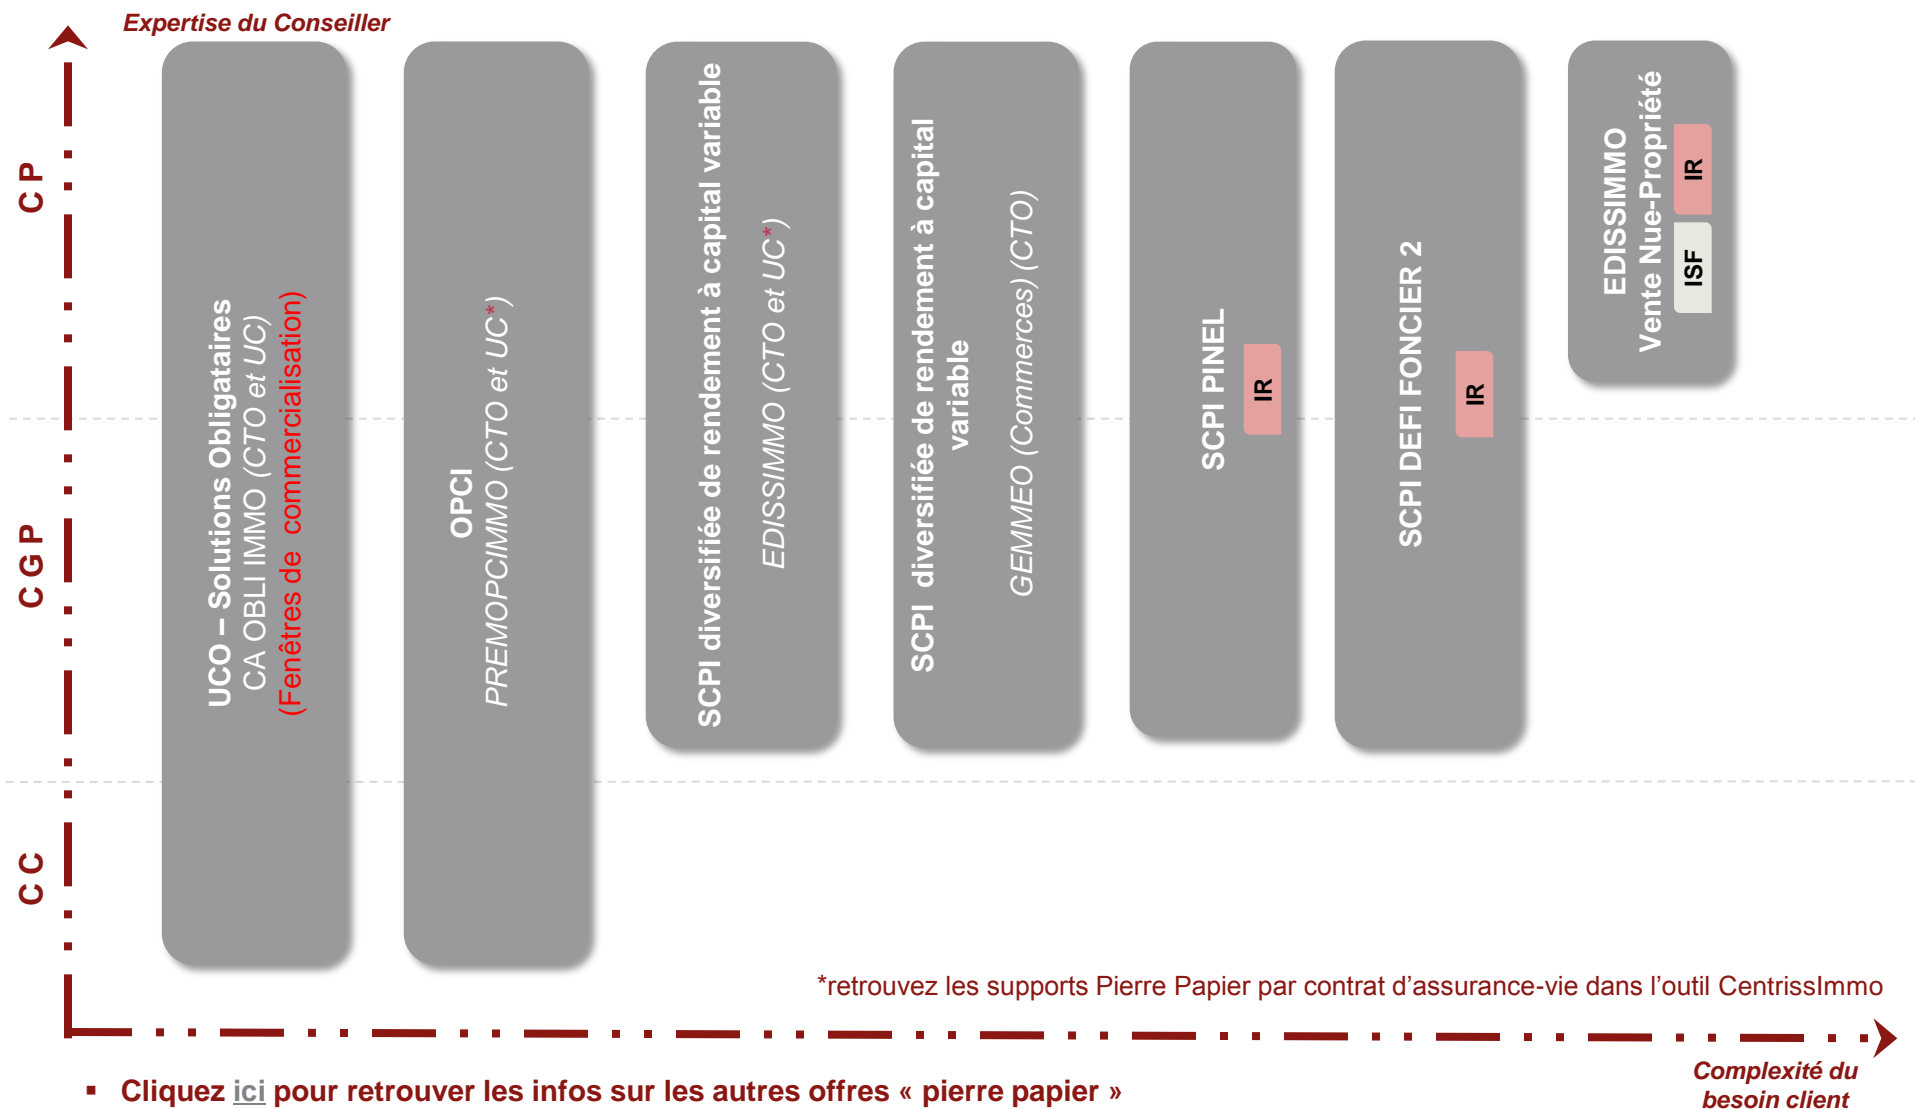 Expertise du Conseiller
C P
C G P
C C
UCO – Solutions Obligataires
CA OBLI IMMO (CTO et UC)
(Fenêtres de commercialisation)
OPCI
PREMOPCIMMO (CTO et UC*)
SCPI diversifiée de rendement à capital variable
EDISSIMMO (CTO et UC*)
SCPI diversifiée de rendement à capital
variable
GEMMEO (Commerces) (CTO)
SCPI PINEL
IR
SCPI DEFI FONCIER 2
IR
EDISSIMMO
Vente Nue-Propriété
IR
ISF
*retrouvez les supports Pierre Papier par contrat d’assurance-vie dans l’outil CentrissImmo
Complexité du
besoin client
▪ Cliquez ici pour retrouver les infos sur les autres offres « pierre papier »